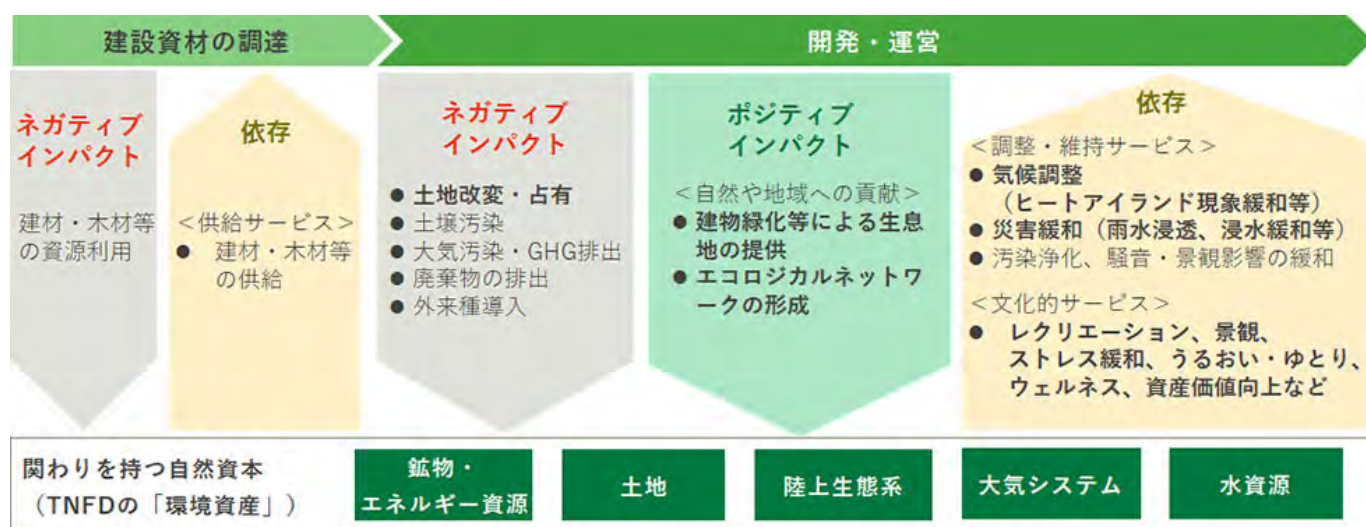 建設資材の調達
開発・運営
ネガティブ
インパクト
建材・木材等
の資源利用
依存
＜供給サービス＞
● 建材・木材等
の供給
ネガティブ
インパクト
● 土地改変・占有
● 土壌汚染
● 大気汚染・GHG排出
● 廃棄物の排出
● 外来種導入
ポジティブ
インパクト
＜自然や地域への貢献＞
● 建物緑化等による生息
地の提供
● エコロジカルネットワ
ークの形成
依存
＜調整・維持サービス＞
● 気候調整
（ヒートアイランド現象緩和等）
● 災害緩和（雨水浸透、浸水緩和等）
● 汚染浄化、騒音・景観影響の緩和
＜文化的サービス＞
● レクリエーション、景観、
ストレス緩和、うるおい・ゆとり、
ウェルネス、資産価値向上など
関わりを持つ自然資本
（TNFDの「環境資産」）
鉱物・
エネルギー資源
土地
陸上生態系
大気システム
水資源